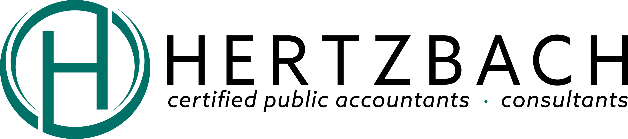 H HERTZBACH
certified public accountants · consultants